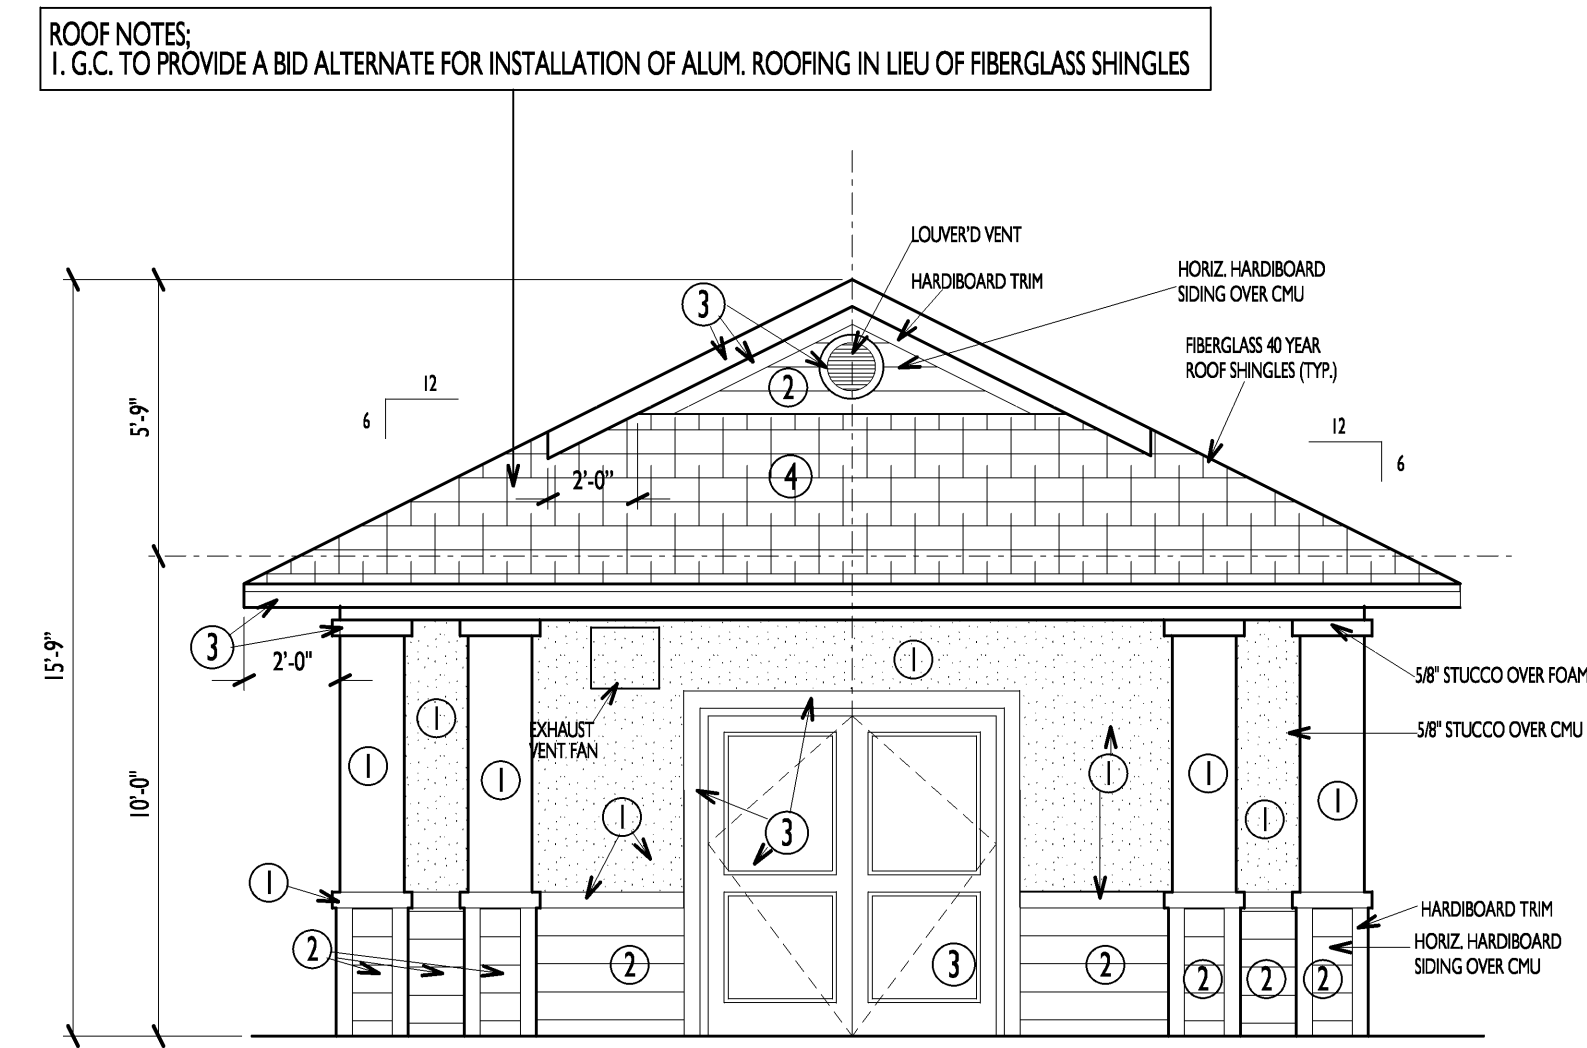 ROOF NOTES;
1. G.C. TO PROVIDE A BID ALTERNATE FOR INSTALLATION OF ALUM. ROOFING IN LIEU OF FIBERGLASS SHINGLES
LOUVER'D VENT
HARDIBOARD TRIM
HORIZ. HARDIBOARD
SIDING OVER CMU
3
FIBERGLASS 40 YEAR
ROOF SHINGLES (TYP.)
12
6
2
5'-9"
12
6
4
2'-0"
15'-9"
3
2'-0"
1
5/8" STUCCO OVER FOAM
1
EXHAUST
VENT FAN
5/8" STUCCO OVER CMU
1
1
1
1
10'-0"
1
1
1
3
1
HARDIBOARD TRIM
2
HORIZ. HARDIBOARD
SIDING OVER CMU
2
3
2
2
2
2